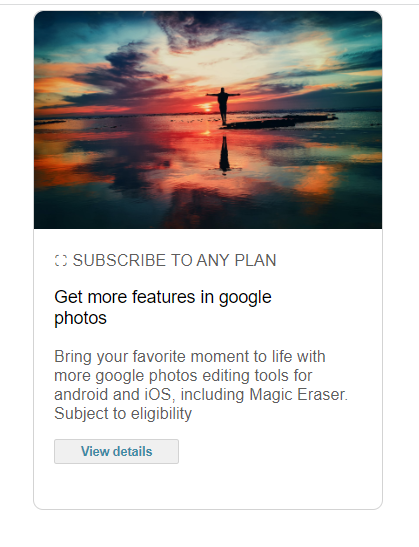 SUBSCRIBE TO ANY PLAN
Get more features in google
photos
Bring your favorite moment to life with
more google photos editing tools for
android and iOS, including Magic Eraser.
Subject to eligibility
View details